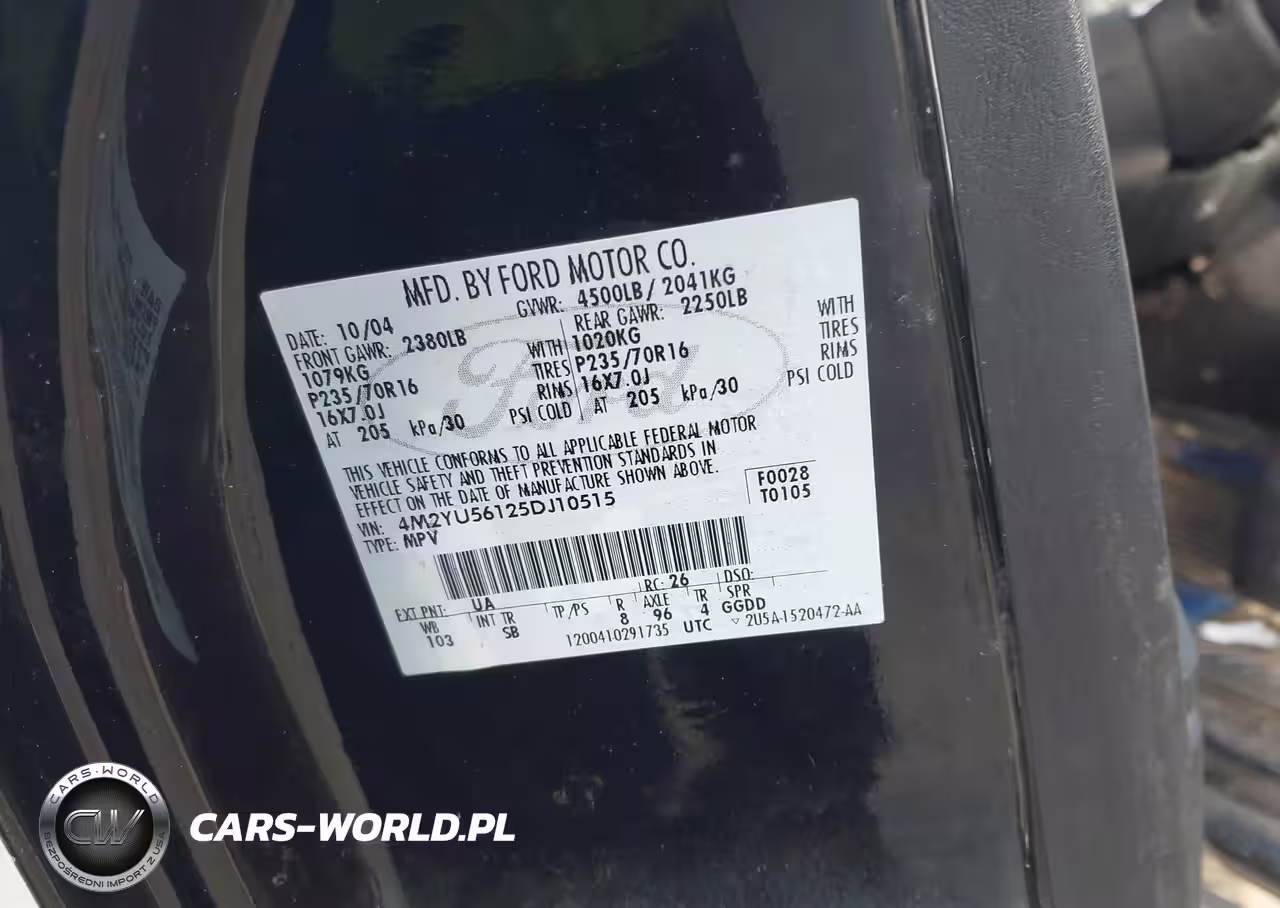 MFD. BY FORD MOTOR CO.
DATE: 10/04 GVWR: 4500LB/ 2041KG
FRONT GAWR: 2380LB REAR GAWR: 2250LB
1079KG WITH 1020KG WITH
P235/70R16 TIRES P235/70R16 TIRES
16X7.0J RIMS 16X7.0J RIMS
AT 205 kPa/30 PSI COLD AT 205 kPa/30 PSI COLD
Ford
THIS VEHICLE CONFORMS TO ALL APPLICABLE FEDERAL MOTOR
VEHICLE SAFETY AND THEFT PREVENTION STANDARDS IN
EFFECT ON THE DATE OF MANUFACTURE SHOWN ABOVE.
F0028
T0105
VIN: 4M2YU56125DJ10515
TYPE: MPV
EXT PNT: UA RC: 26 DSO:
WB INT TR TP/PS R AXLE TR SPR
103 SB 8 96 4 GGDD
1200410291735 UTC ▽ 2U5A-1520472-AA
CARS-WORLD
CW
BEZPOŚREDNI IMPORT Z USA
CARS-WORLD.PL